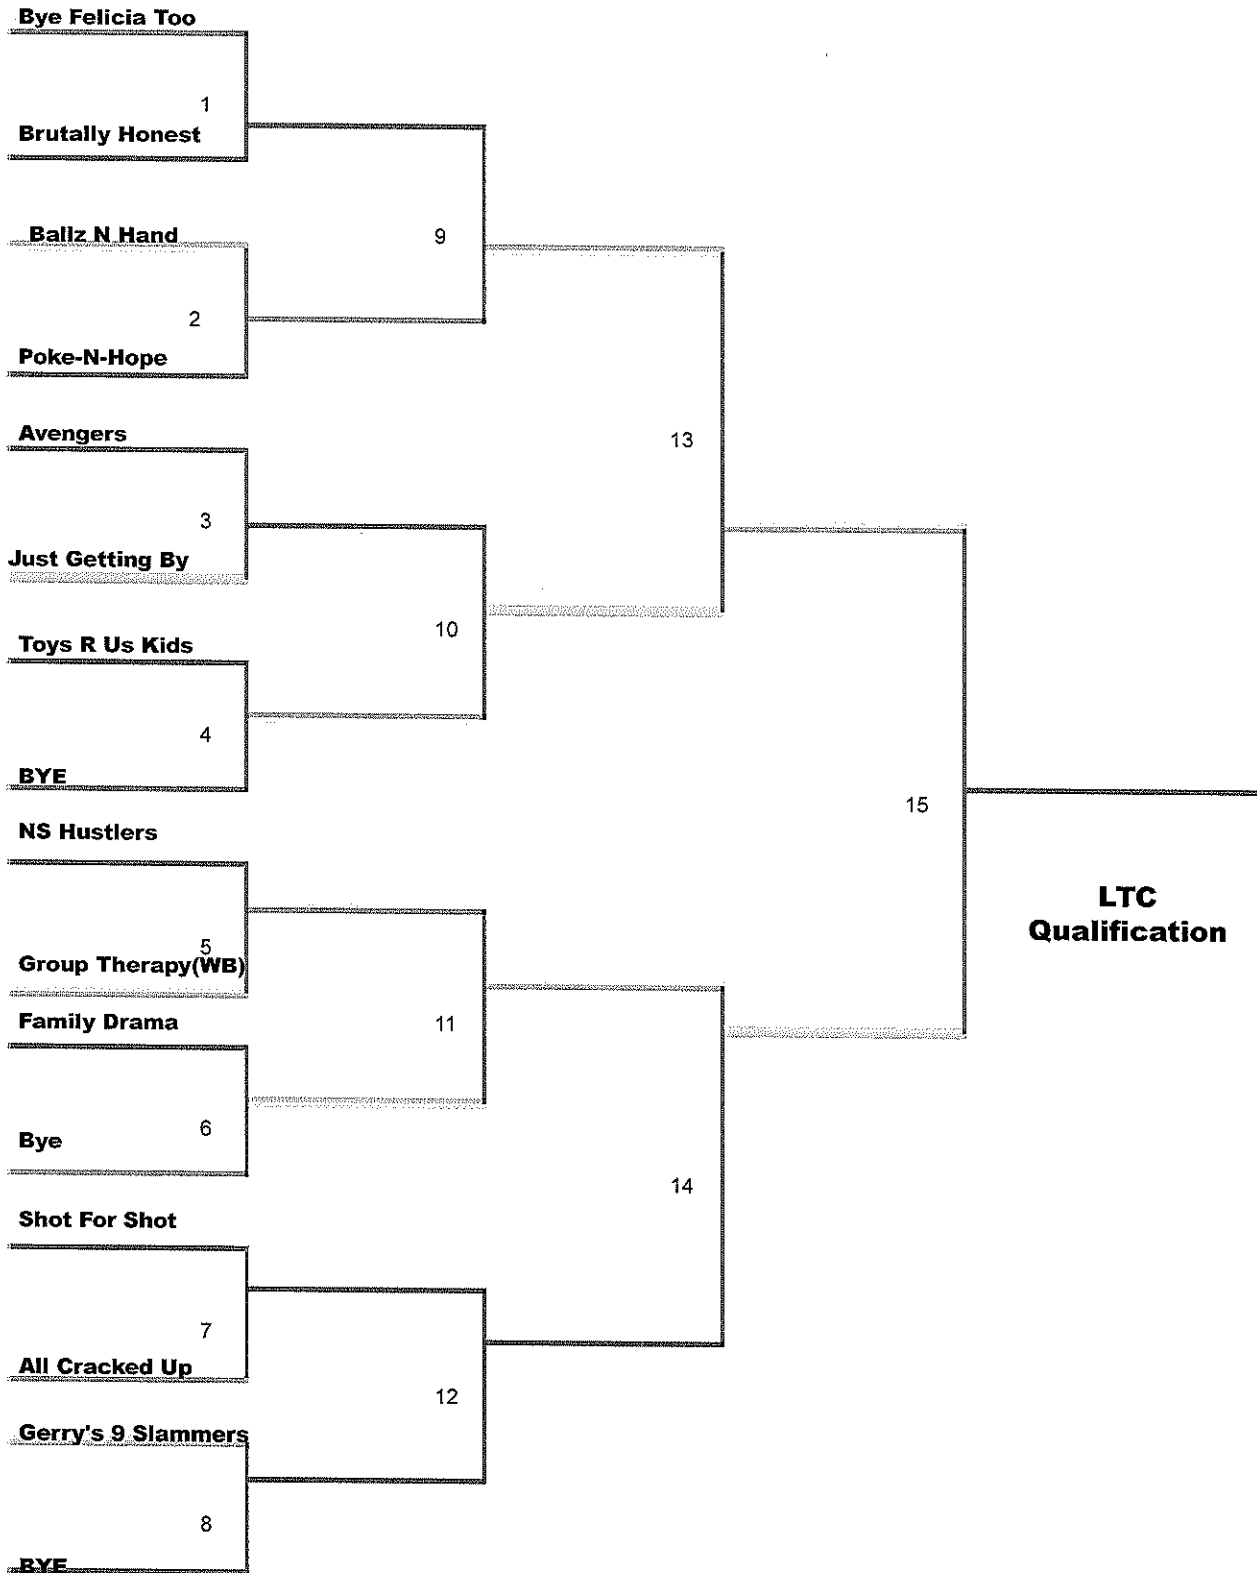 Bye Felicia Too
1
Brutally Honest
Ballz N Hand
9
2
Poke-N-Hope
Avengers
13
3
Just Getting By
10
Toys R Us Kids
4
BYE
15
NS Hustlers
LTC
Qualification
5
Group Therapy(WB)
Family Drama
11
6
Bye
14
Shot For Shot
7
All Cracked Up
12
Gerry's 9 Slammers
8
BYE